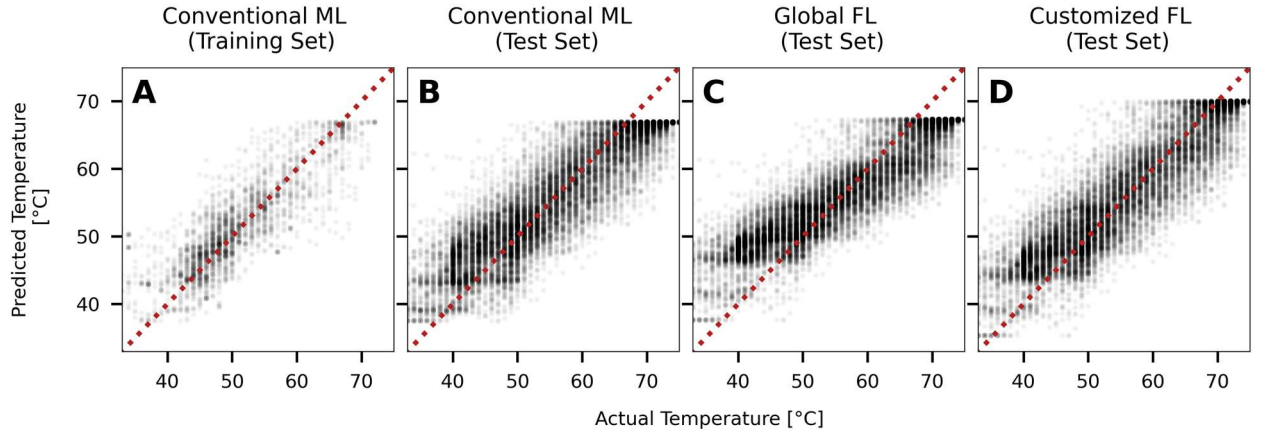 Conventional ML
(Training Set)
Conventional ML
(Test Set)
Global FL
(Test Set)
Customized FL
(Test Set)
A
B
C
D
Predicted Temperature
[°C]
70
60
50
40
40 50 60 70
40 50 60 70
40 50 60 70
40 50 60 70
Actual Temperature [°C]